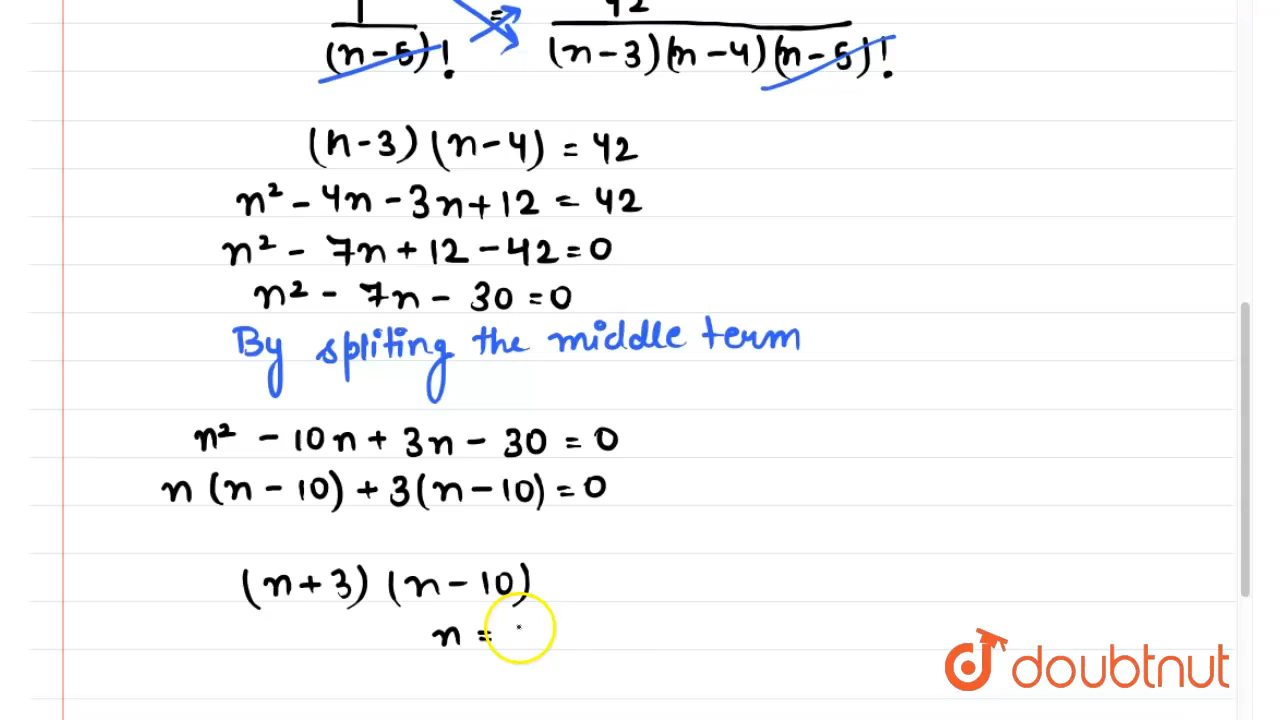 1 = 42
(n-5)! (n-3)(n-4)(n-5)!
(n-3) (n-4) = 42
n² - 4n - 3n + 12 = 42
n² - 7n + 12 - 42 = 0
n² - 7n - 30 = 0
By spliting the middle term
n² - 10n + 3n - 30 = 0
n (n-10) + 3(n-10) = 0
(n+3) (n-10)
n =
doubtnut